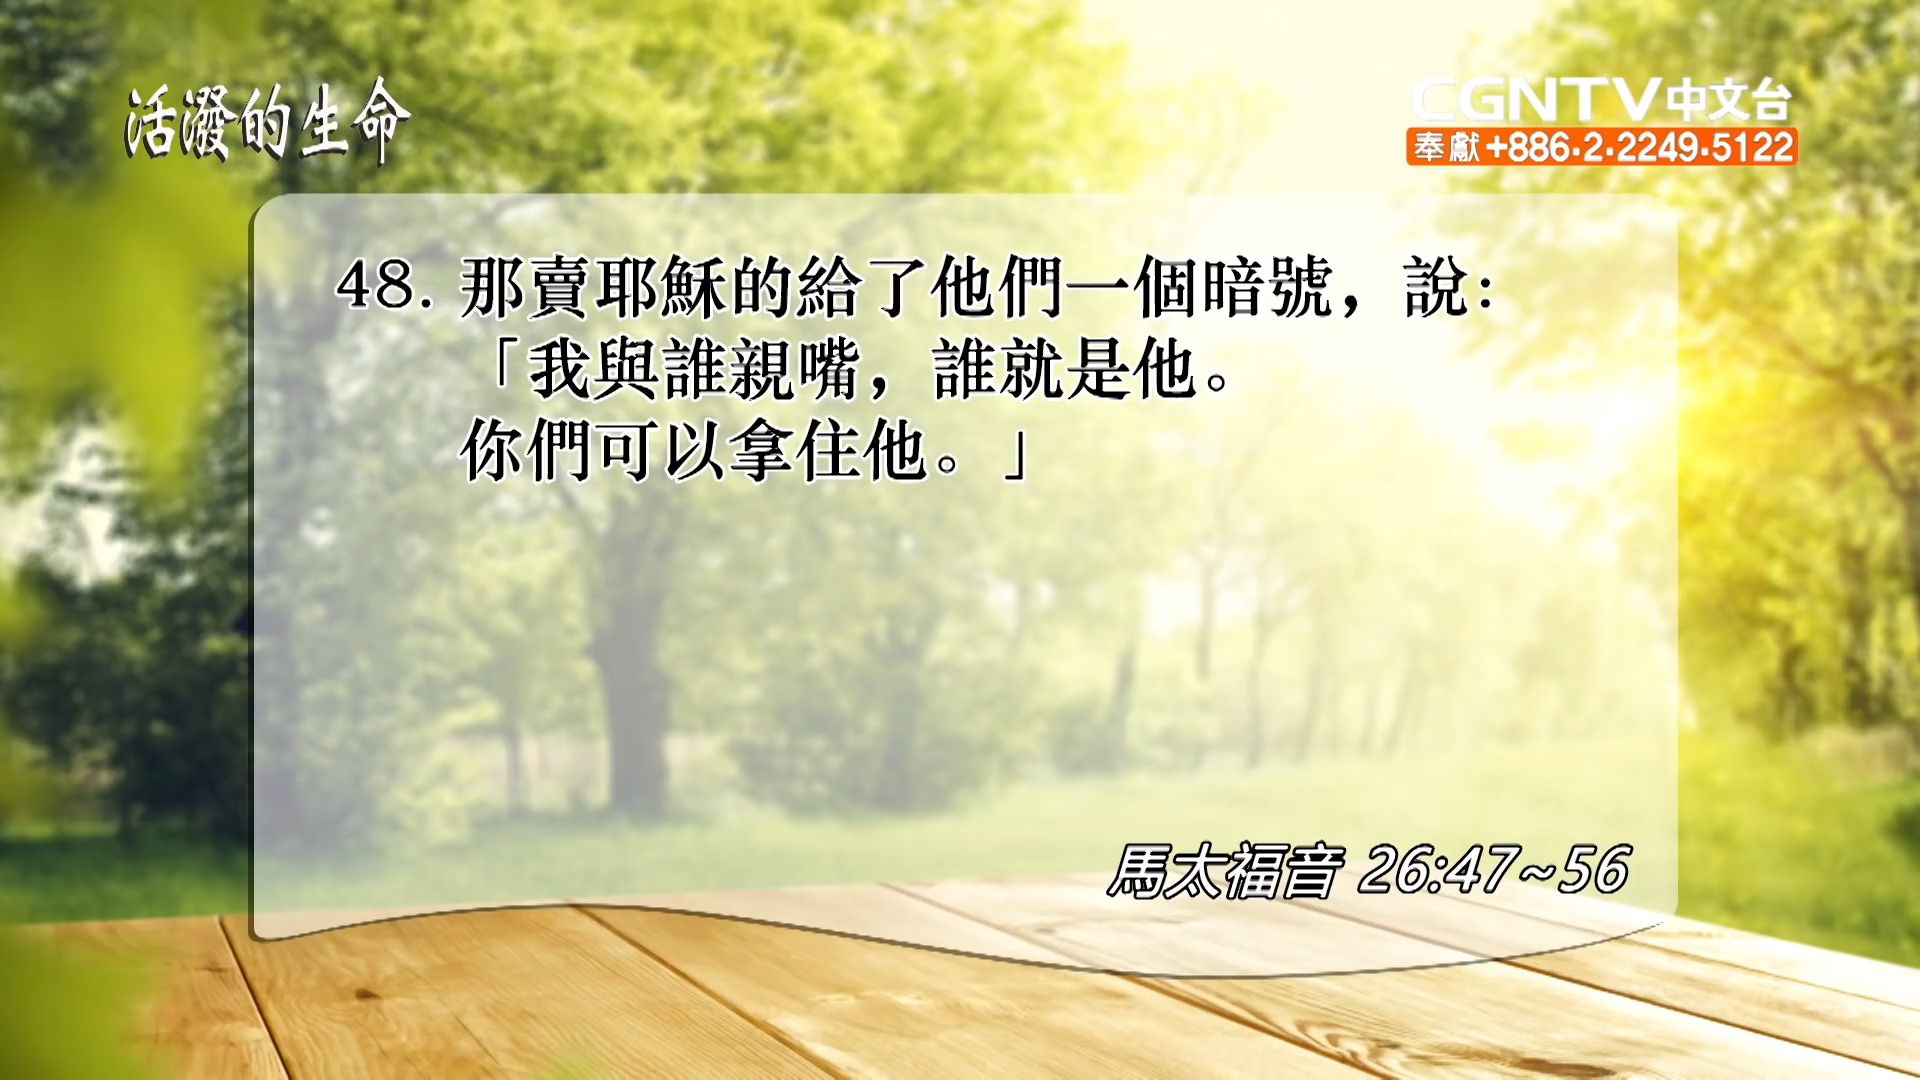 活潑的生命
CGNTV中文台
奉獻+886-2-2249-5122
48. 那賣耶穌的給了他們一個暗號，說：
「我與誰親嘴，誰就是他。
你們可以拿住他。」
馬太福音 26:47~56